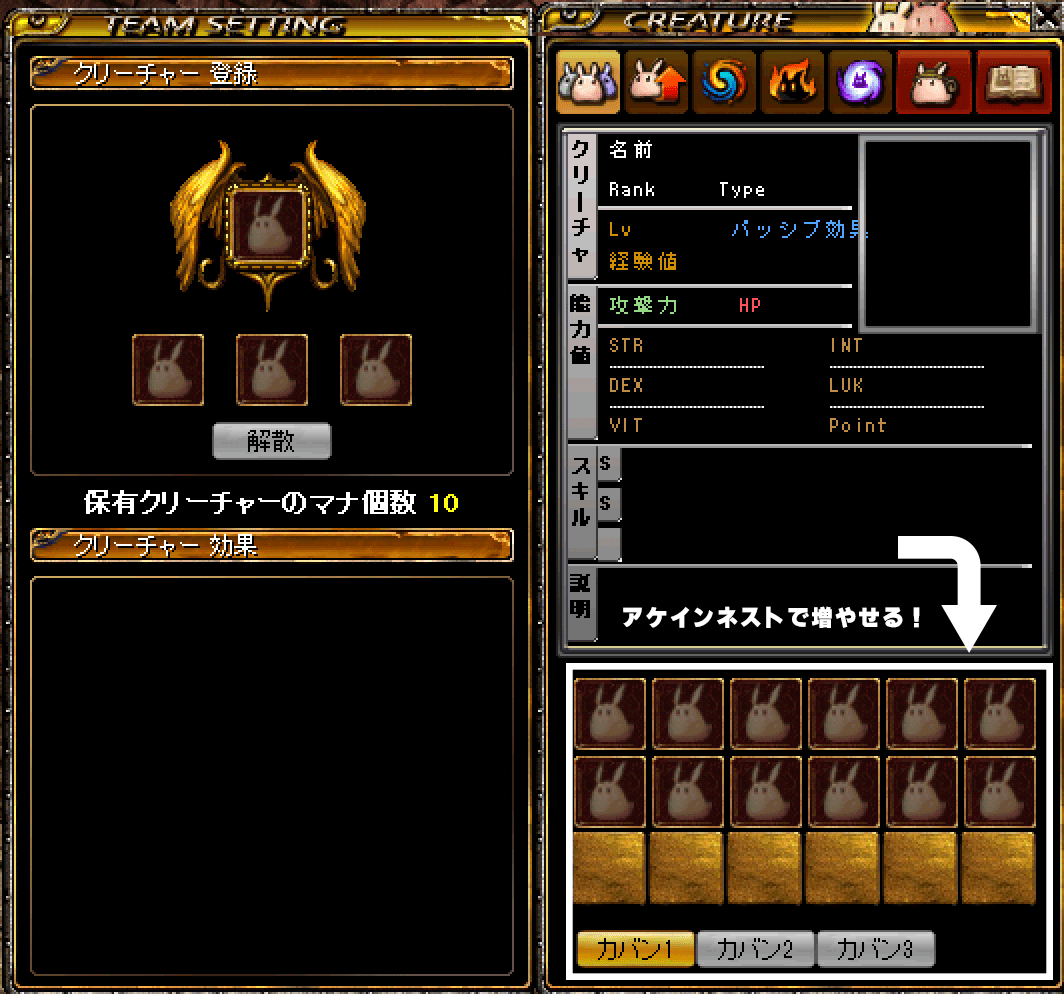 TEAM SETTING
クリーチャー 登録
解散
保有クリーチャーのマナ個数 10
クリーチャー 効果
CREATURE
クリーチャ
名前
Rank Type
Lv パッシブ効果
経験値
能力値
攻撃力 HP
STR INT
DEX LUK
VIT Point
スキル
S
S
説明
アケインネストで増やせる！
カバン1 カバン2 カバン3